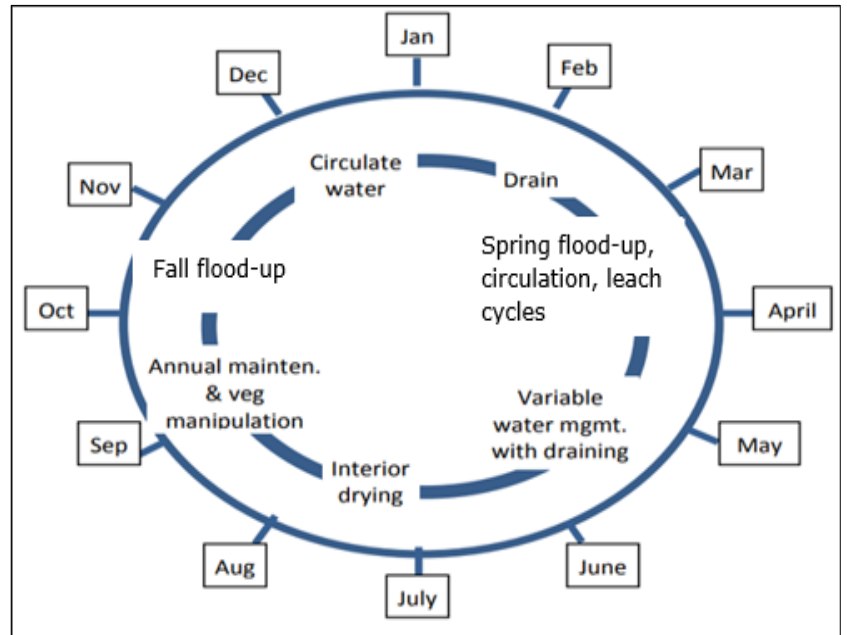 Jan
Feb
Mar
April
May
June
July
Aug
Sep
Oct
Nov
Dec
Circulate
water
Drain
Spring flood-up,
circulation, leach
cycles
Variable
water mgmt.
with draining
Interior
drying
Annual mainten.
& veg
manipulation
Fall flood-up